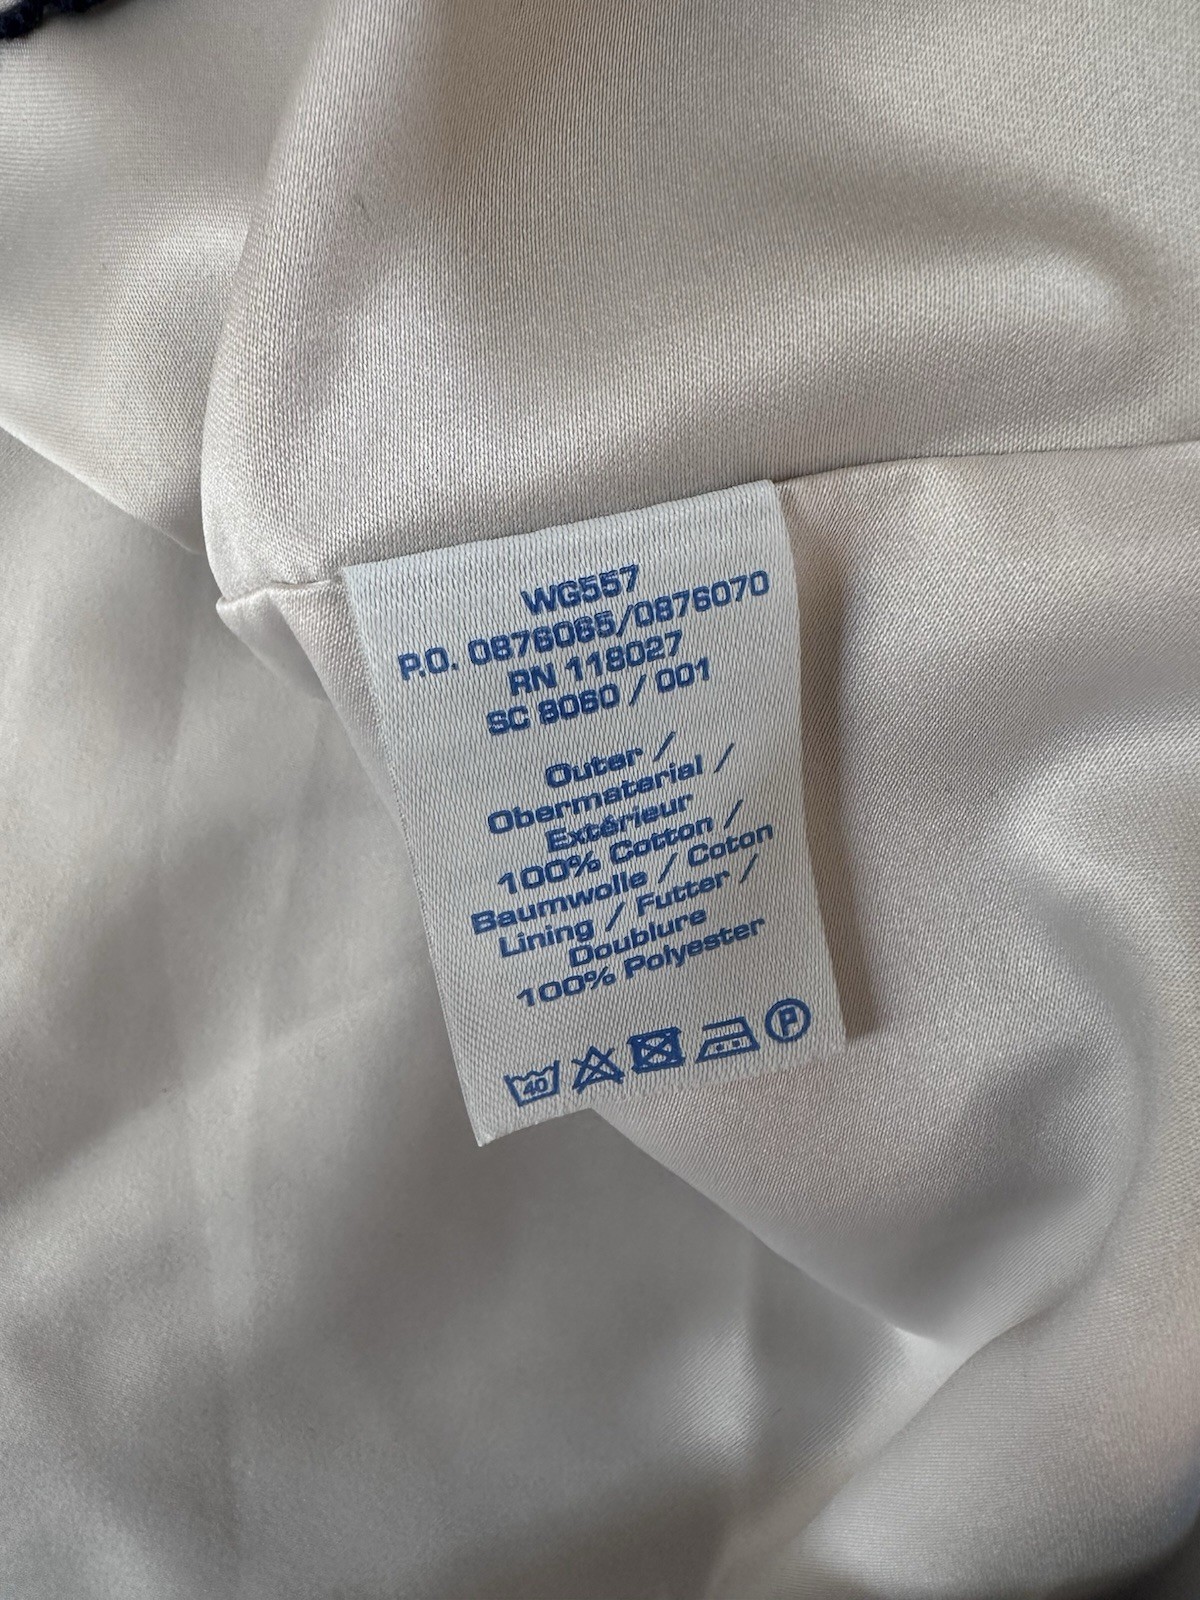 WG557
P.O. 0876065/0876070
RN 118027
SC 8060 / 001
Outer /
Obermaterial /
Extérieur
100% Cotton /
Baumwolle / Coton
Lining / Futter /
Doublure
100% Polyester
40
P